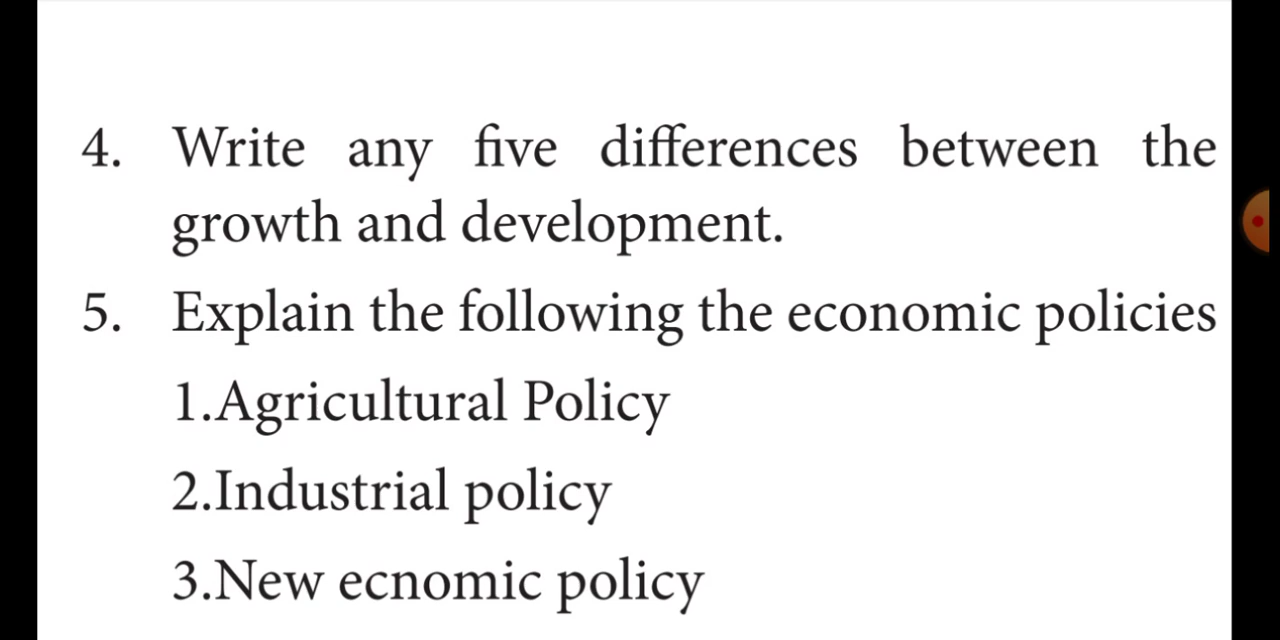 4. Write any five differences between the
growth and development.
5. Explain the following the economic policies
1.Agricultural Policy
2.Industrial policy
3.New ecnomic policy